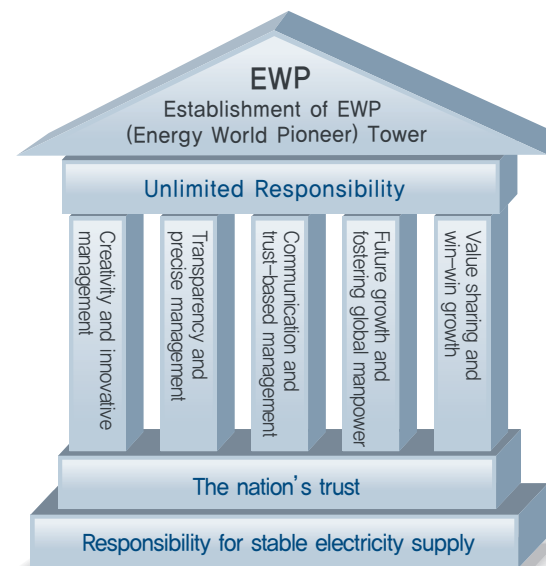 EWP
Establishment of EWP
(Energy World Pioneer) Tower
Unlimited Responsibility
Creativity and innovative
management
Transparency and
precise management
Communication and
trust-based management
Future growth and
fostering global manpower
Value sharing and
win-win growth
The nation's trust
Responsibility for stable electricity supply